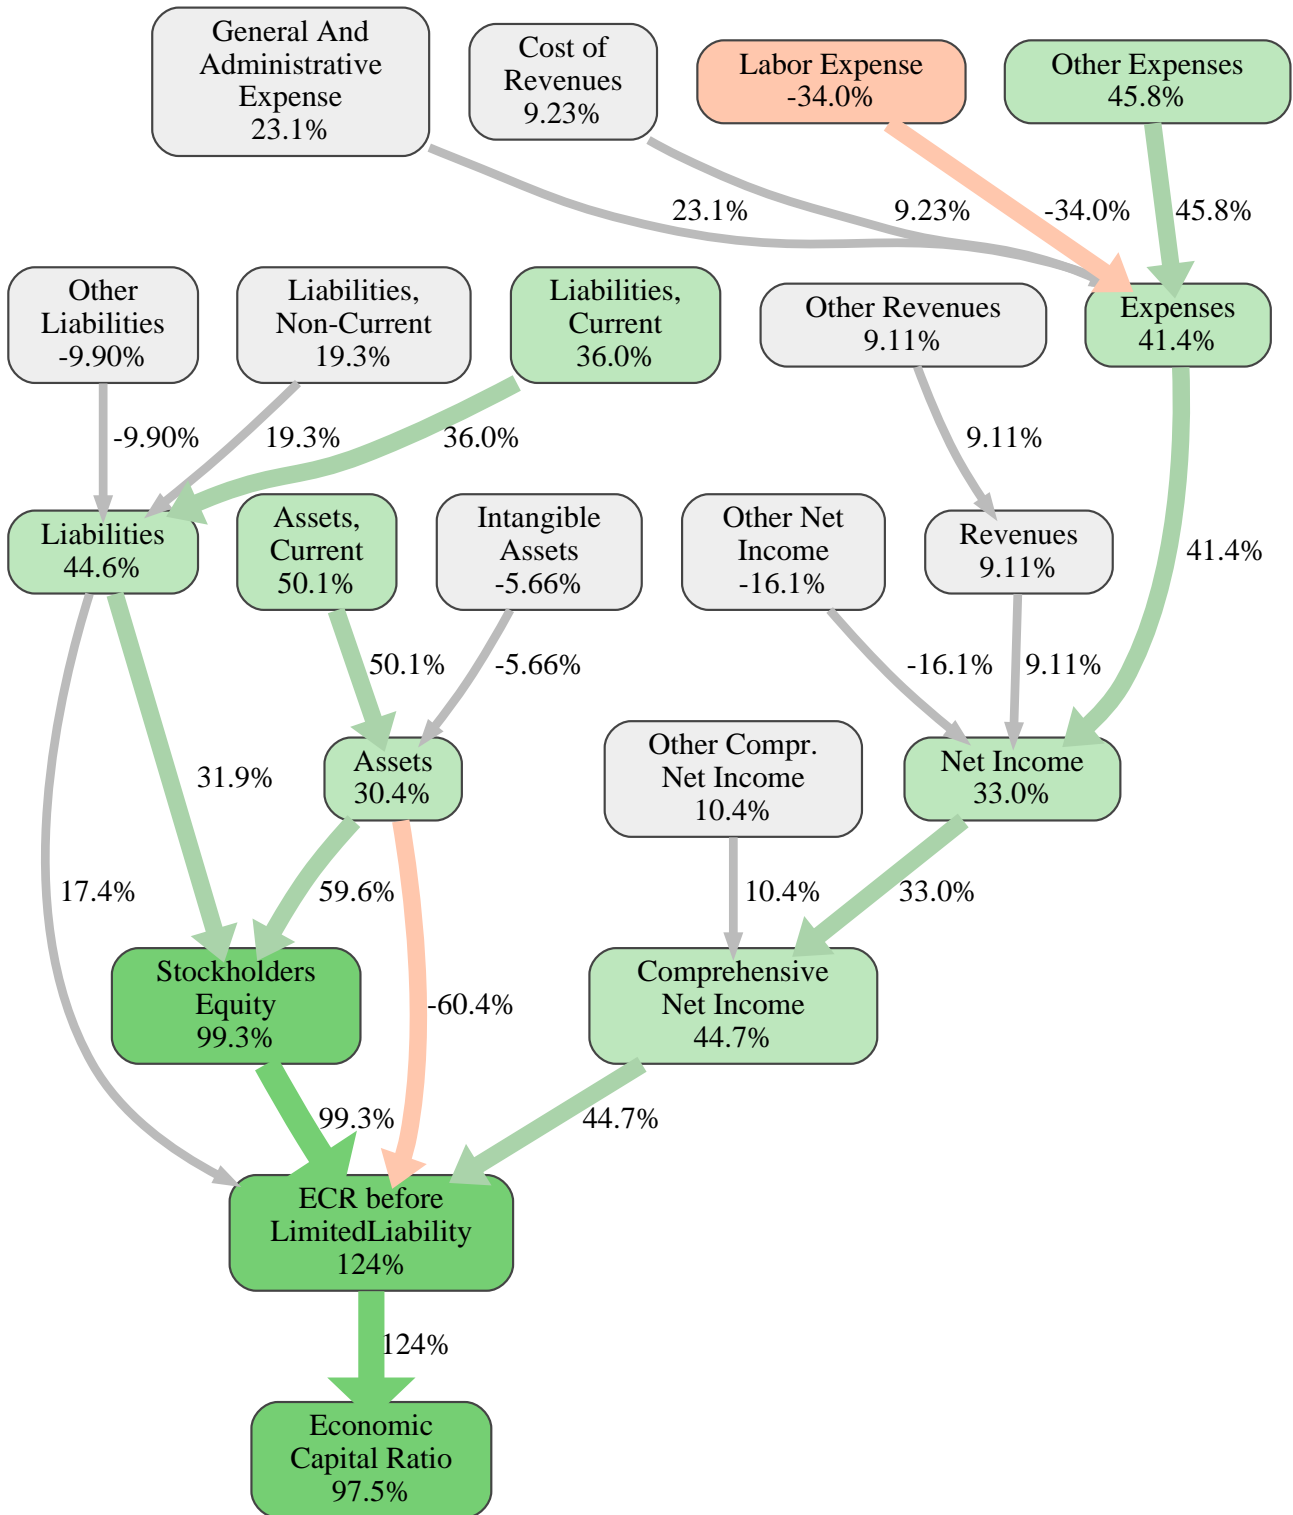 General And
Administrative
Expense
23.1%
Cost of
Revenues
9.23%
Labor Expense
-34.0%
Other Expenses
45.8%
23.1%
9.23%
-34.0%
45.8%
Other
Liabilities
-9.90%
Liabilities,
Non-Current
19.3%
Liabilities,
Current
36.0%
Other Revenues
9.11%
Expenses
41.4%
-9.90%
19.3%
36.0%
9.11%
Liabilities
44.6%
Assets,
Current
50.1%
Intangible
Assets
-5.66%
Other Net
Income
-16.1%
Revenues
9.11%
41.4%
50.1%
-5.66%
-16.1%
9.11%
31.9%
Assets
30.4%
Other Compr.
Net Income
10.4%
Net Income
33.0%
17.4%
59.6%
10.4%
33.0%
Stockholders
Equity
99.3%
-60.4%
Comprehensive
Net Income
44.7%
99.3%
44.7%
ECR before
LimitedLiability
124%
124%
Economic
Capital Ratio
97.5%